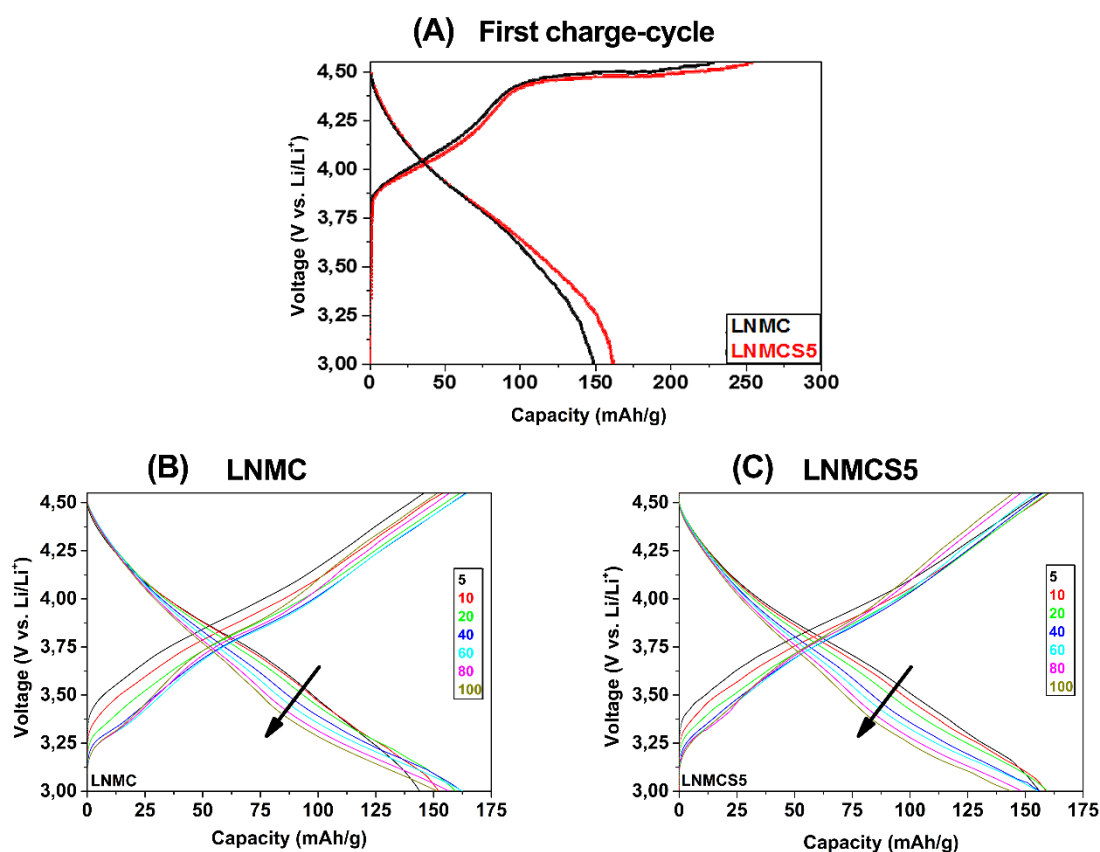 (A) First charge-cycle
4,50
4,25
4,00
3,75
3,50
3,25
3,00
Voltage (V vs. Li/Li⁺)
LNMC
LNMCS5
0 50 100 150 200 250 300
Capacity (mAh/g)
(B) LNMC
4,50
4,25
4,00
3,75
3,50
3,25
3,00
Voltage (V vs. Li/Li⁺)
5
10
20
40
60
80
100
LNMC
0 25 50 75 100 125 150 175
Capacity (mAh/g)
(C) LNMCS5
4,50
4,25
4,00
3,75
3,50
3,25
3,00
Voltage (V vs. Li/Li⁺)
5
10
20
40
60
80
100
LNMCS5
0 25 50 75 100 125 150 175
Capacity (mAh/g)